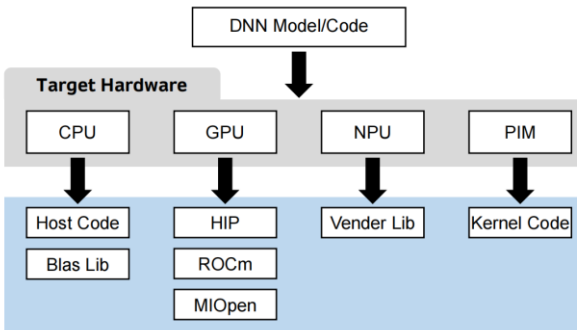 DNN Model/Code
Target Hardware
CPU GPU NPU PIM
Host Code HIP Vender Lib Kernel Code
Blas Lib ROCm
MIOpen